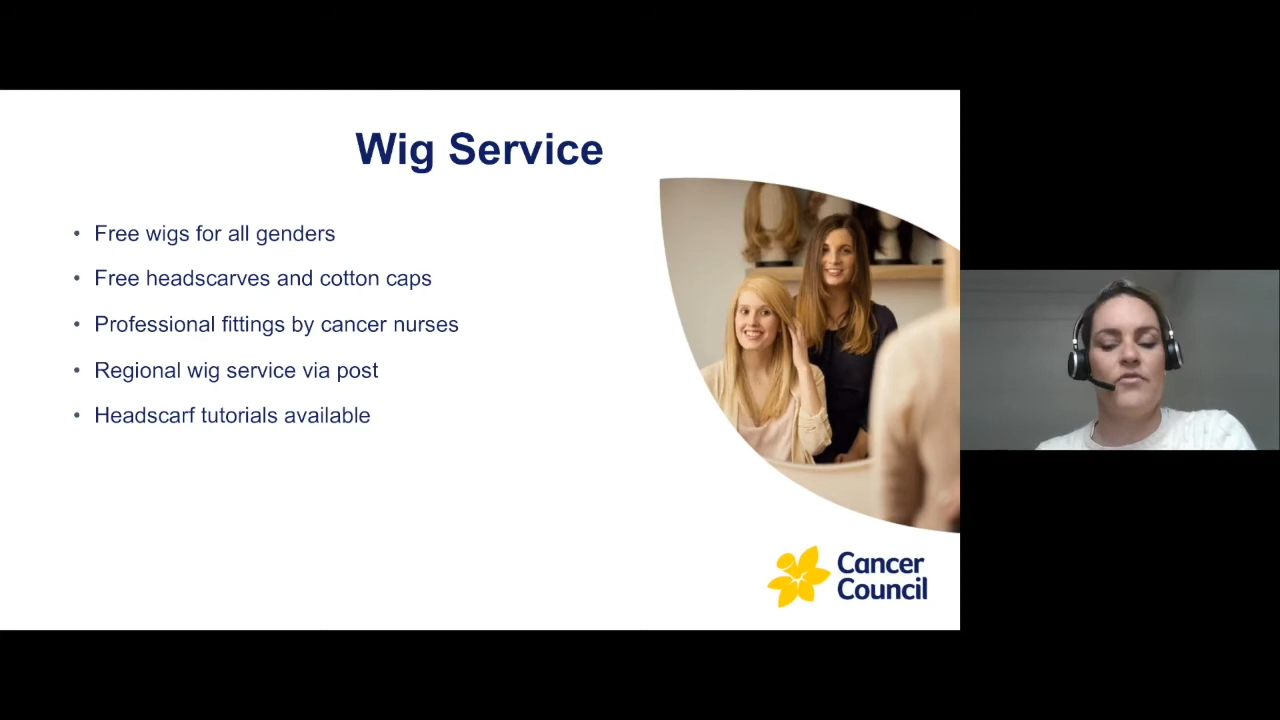 Wig Service
• Free wigs for all genders
• Free headscarves and cotton caps
• Professional fittings by cancer nurses
• Regional wig service via post
• Headscarf tutorials available
Cancer
Council